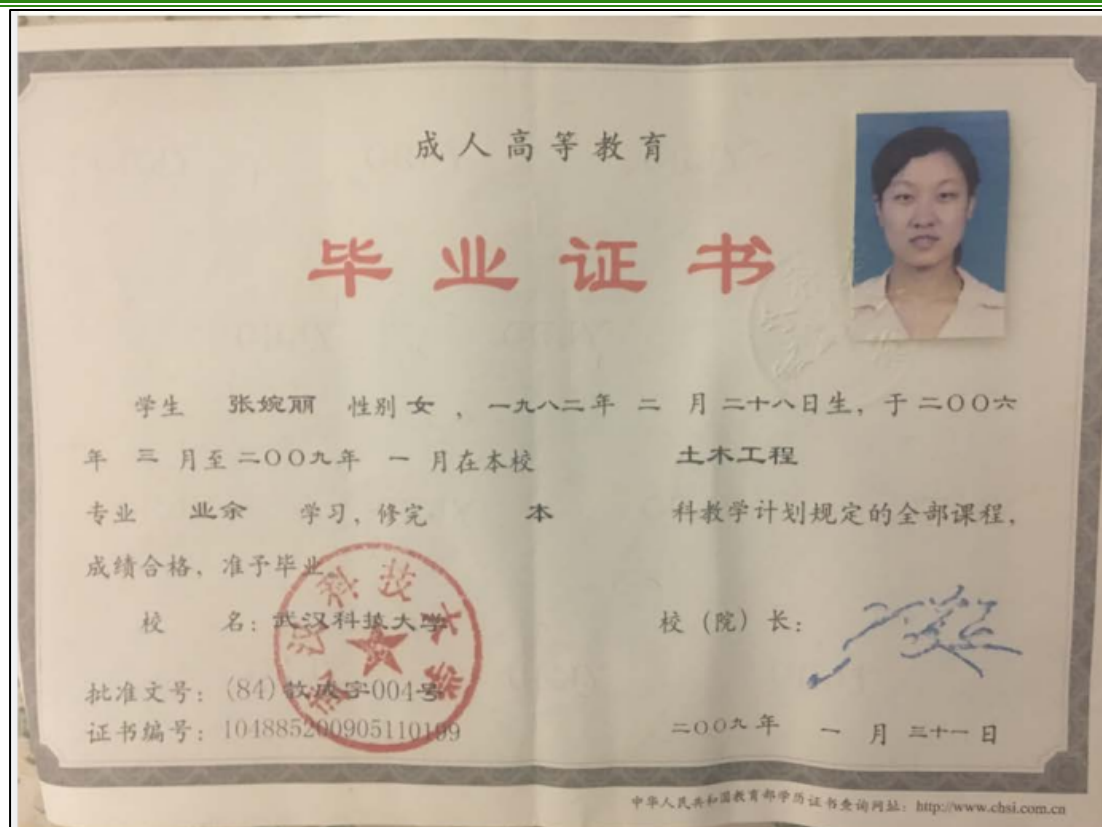 成人高等教育
毕业证书
学生 张婉丽 性别 女 ，一九八二年 二 月 二十八日生，于 二〇〇六
年 三 月至 二〇〇九年 一 月在本校 土木工程
专业 业余 学习，修完 本 科教学计划规定的全部课程，
成绩合格，准予毕业。
校 名：武汉科技大学 校（院）长：
批准文号：(84) 教成字004号
证书编号：104885200905110199 二〇〇九年 一 月 三十一日
中华人民共和国教育部学历证书查询网址：http://www.chsi.com.cn